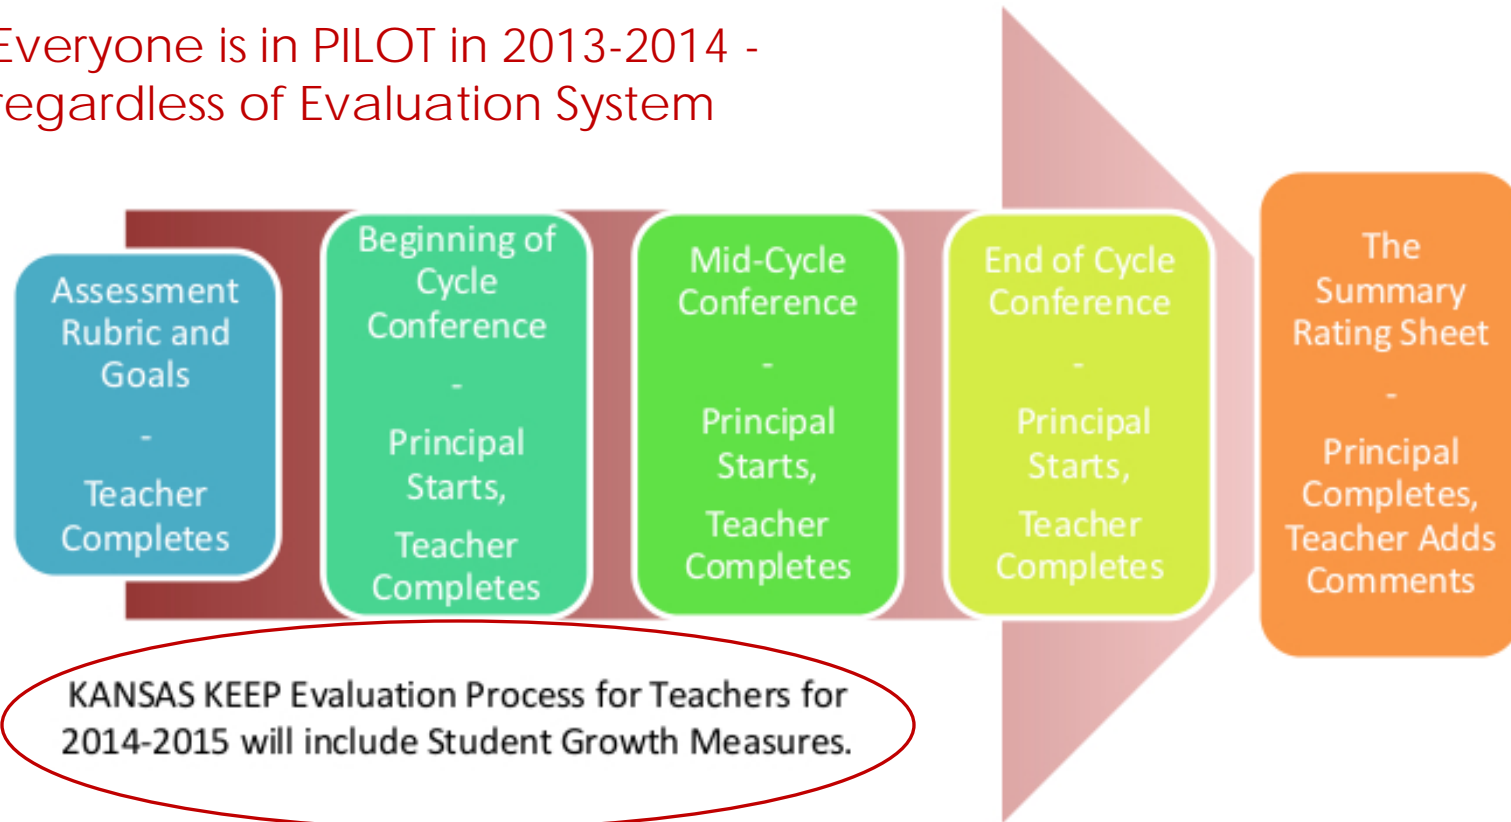 Everyone is in PILOT in 2013-2014 -
regardless of Evaluation System
Assessment
Rubric and
Goals
-
Teacher
Completes
Beginning of
Cycle
Conference
-
Principal
Starts,
Teacher
Completes
Mid-Cycle
Conference
-
Principal
Starts,
Teacher
Completes
End of Cycle
Conference
-
Principal
Starts,
Teacher
Completes
The
Summary
Rating Sheet
-
Principal
Completes,
Teacher Adds
Comments
KANSAS KEEP Evaluation Process for Teachers for
2014-2015 will include Student Growth Measures.